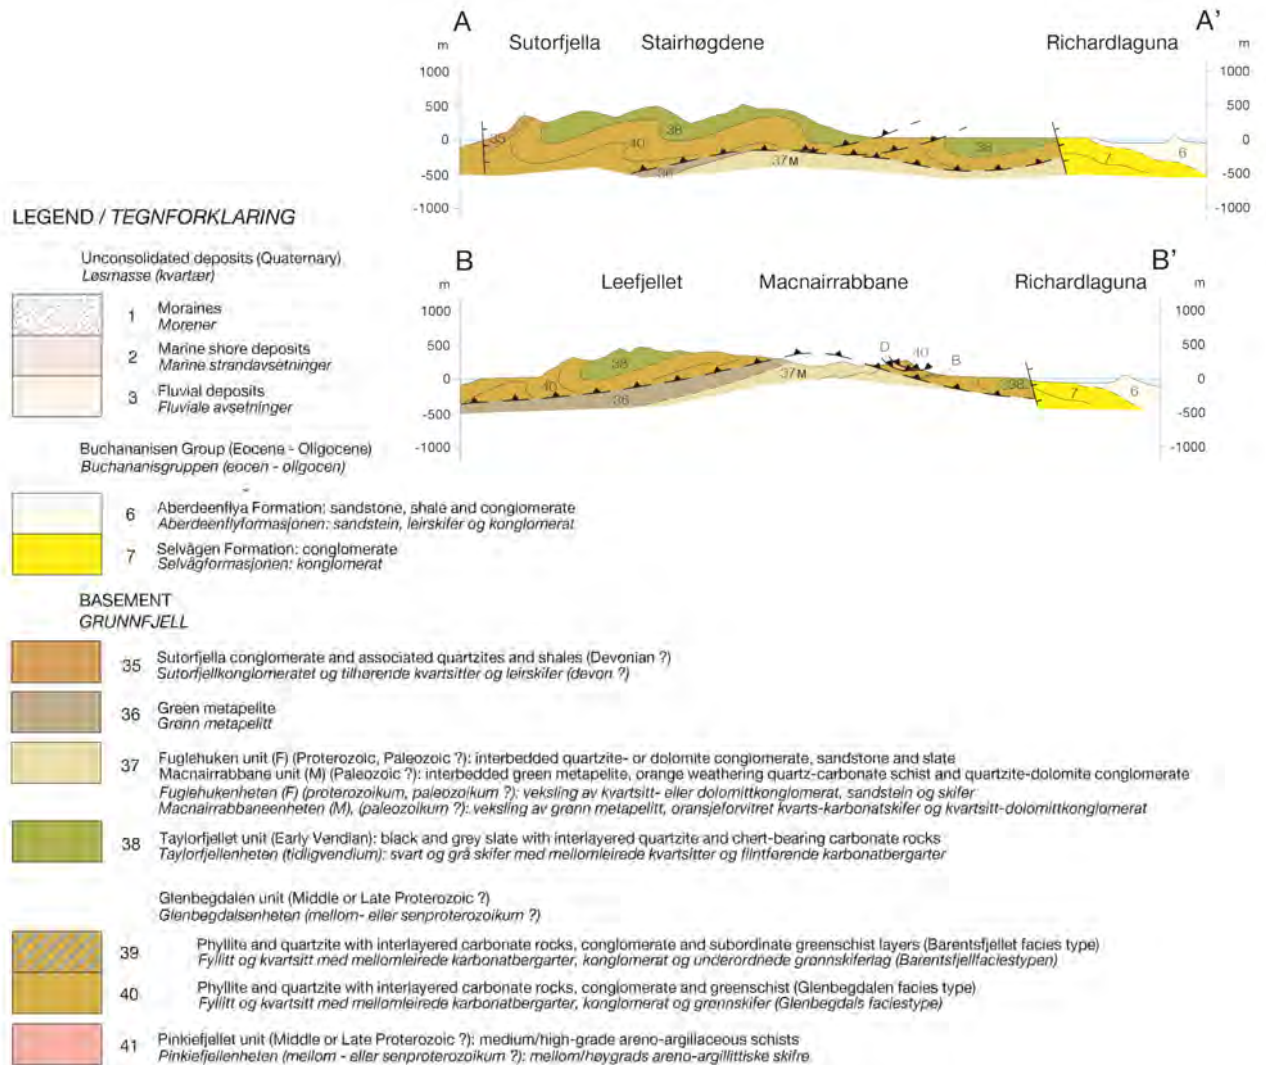 A A'
Sutorfjella Stairhøgdene Richardlaguna
m m
1000 1000
500 35 38 500
0 40 38 0
-500 36 37M 7 6 -500
-1000 -1000
B B'
Leefjellet Macnairrabbane Richardlaguna
m m
1000 1000
500 38 D 40 B 500
0 40 37M 38 6 0
-500 36 7 -500
-1000 -1000
LEGEND / TEGNFORKLARING
Unconsolidated deposits (Quaternary)
Løsmasse (kvartær)
1 Moraines
Morener
2 Marine shore deposits
Marine strandavsetninger
3 Fluvial deposits
Fluviale avsetninger
Buchananisen Group (Eocene - Oligocene)
Buchananisgruppen (eocen - oligocen)
6 Aberdeenflya Formation: sandstone, shale and conglomerate
Aberdeenflyformasjonen: sandstein, leirskifer og konglomerat
7 Selvågen Formation: conglomerate
Selvågformasjonen: konglomerat
BASEMENT
GRUNNFJELL
35 Sutorfjella conglomerate and associated quartzites and shales (Devonian ?)
Sutorfjellkonglomeratet og tilhørende kvartsitter og leirskifer (devon ?)
36 Green metapelite
Grønn metapelitt
37 Fuglehuken unit (F) (Proterozoic, Paleozoic ?): interbedded quartzite- or dolomite conglomerate, sandstone and slate
Macnairrabbane unit (M) (Paleozoic ?): interbedded green metapelite, orange weathering quartz-carbonate schist and quartzite-dolomite conglomerate
Fuglehukenheten (F) (proterozoikum, paleozoikum ?): veksling av kvartsitt- eller dolomittkonglomerat, sandstein og skifer
Macnairrabbaneenheten (M), (paleozoikum ?): veksling av grønn metapelitt, oransjeforvitret kvarts-karbonatskifer og kvartsitt-dolomittkonglomerat
38 Taylorfjellet unit (Early Vendian): black and grey slate with interlayered quartzite and chert-bearing carbonate rocks
Taylorfjellenheten (tidligvendium): svart og grå skifer med mellomleirede kvartsitter og flintførende karbonatbergarter
Glenbegdalen unit (Middle or Late Proterozoic ?)
Glenbegdalsenheten (mellom- eller senproterozoikum ?)
39 Phyllite and quartzite with interlayered carbonate rocks, conglomerate and subordinate greenschist layers (Barentsfjellet facies type)
Fyllitt og kvartsitt med mellomleirede karbonatbergarter, konglomerat og underordnede grønnskiferlag (Barentsfjellfaciestypen)
40 Phyllite and quartzite with interlayered carbonate rocks, conglomerate and greenschist (Glenbegdalen facies type)
Fyllitt og kvartsitt med mellomleirede karbonatbergarter, konglomerat og grønnskifer (Glenbegdals faciestype)
41 Pinkiefjellet unit (Middle or Late Proterozoic ?): medium/high-grade areno-argillaceous schists
Pinkiefjellenheten (mellom - eller senproterozoikum ?): mellom/høygrads areno-argillittiske skifre